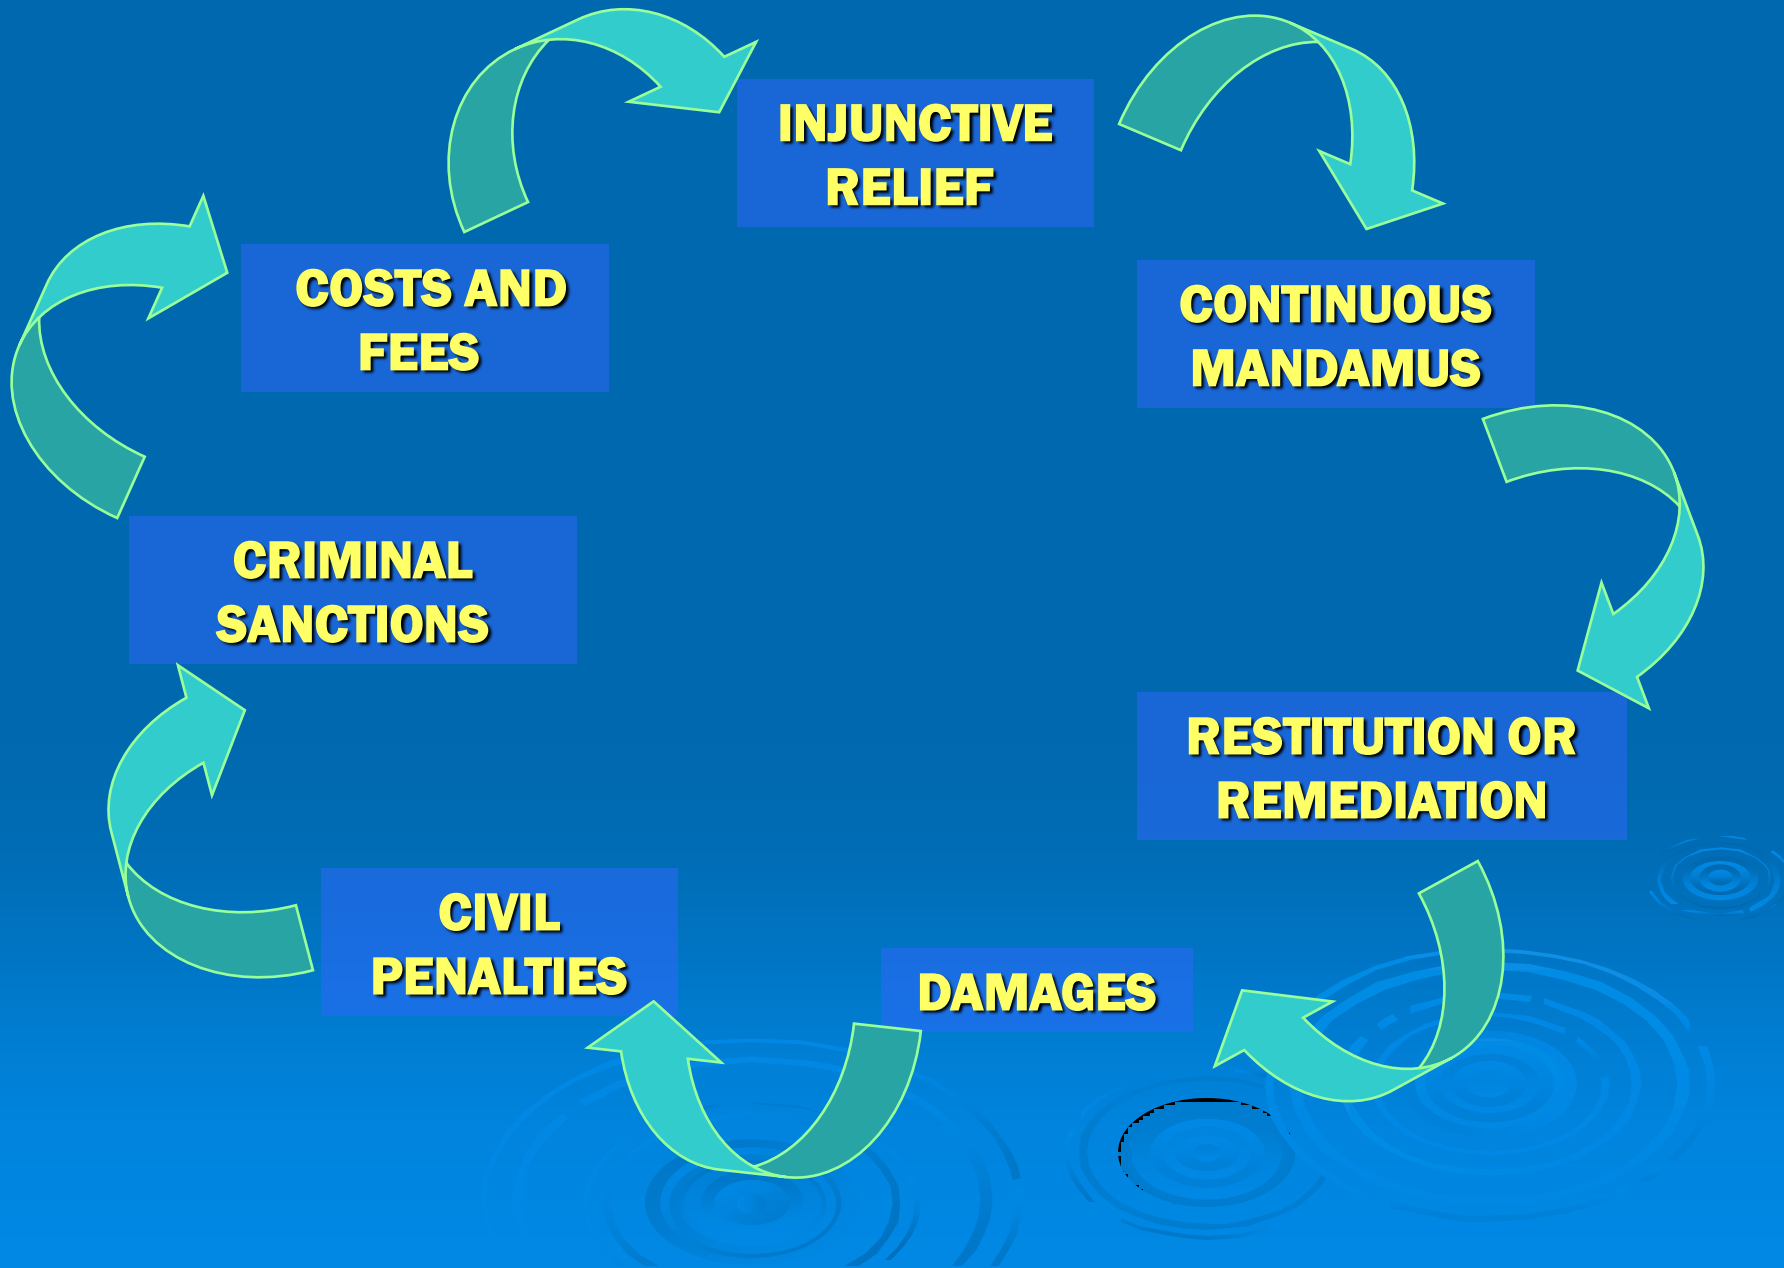 INJUNCTIVE
RELIEF
CONTINUOUS
MANDAMUS
RESTITUTION OR
REMEDIATION
DAMAGES
CIVIL
PENALTIES
CRIMINAL
SANCTIONS
COSTS AND
FEES